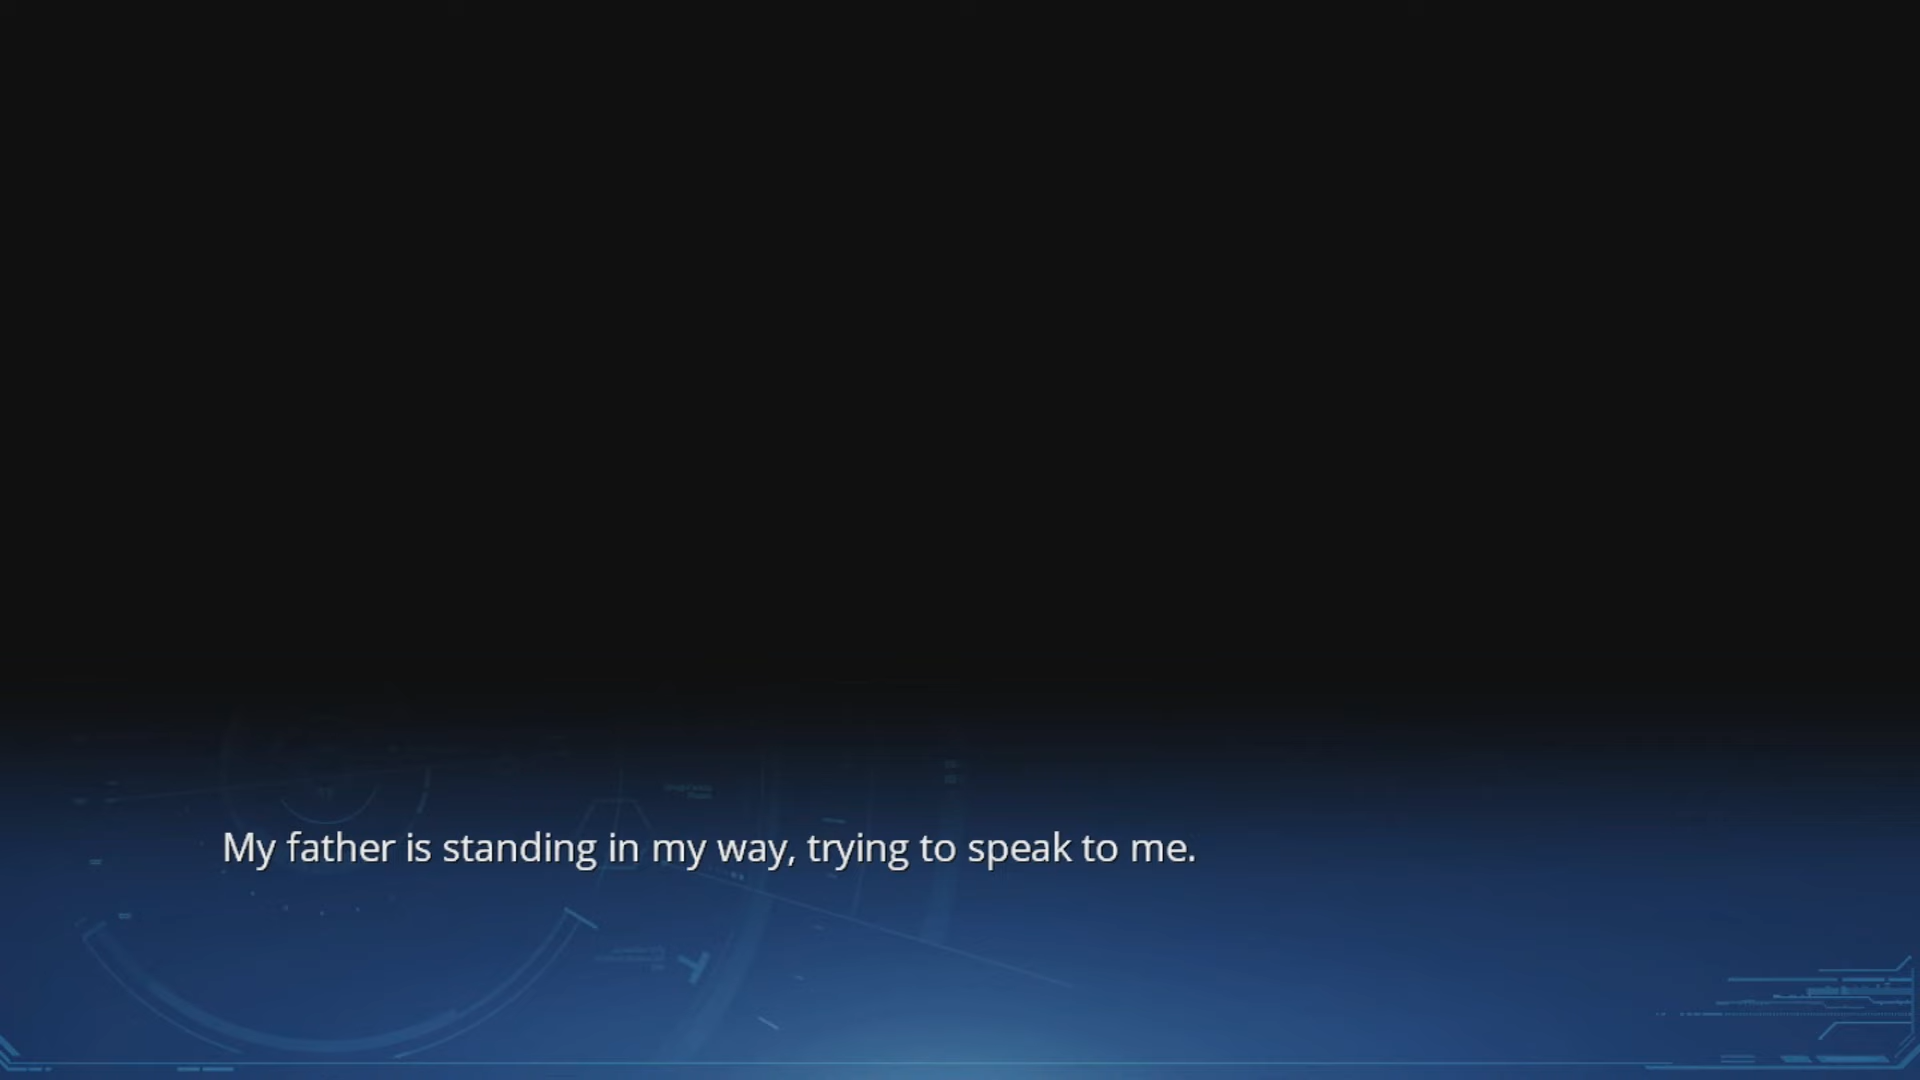 My father is standing in my way, trying to speak to me.